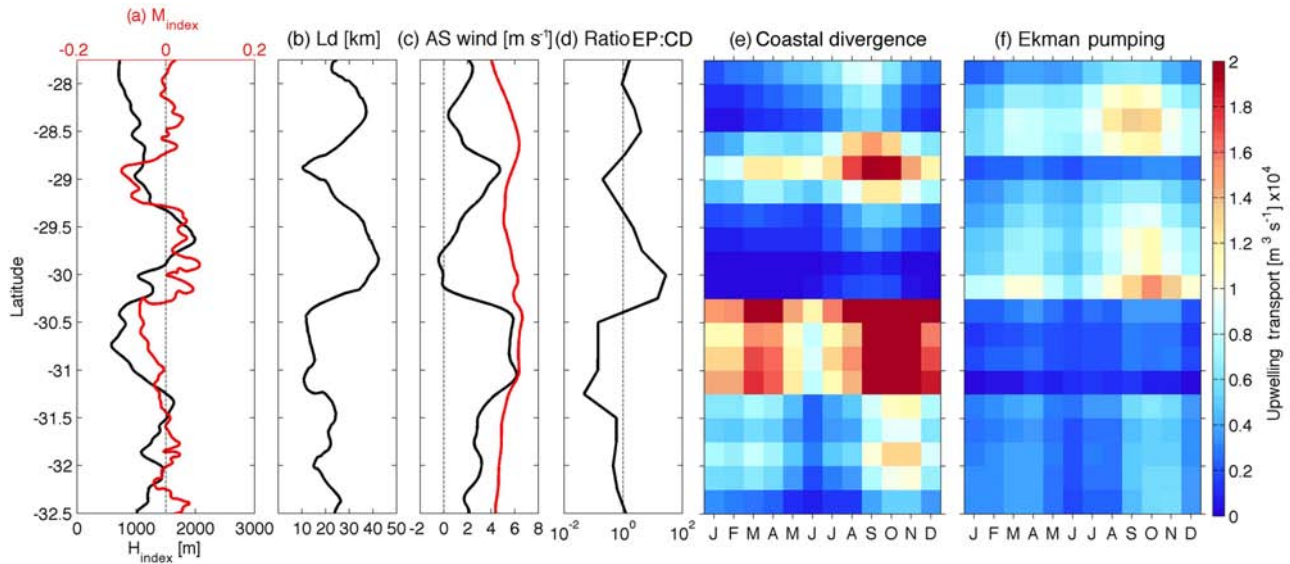 (a) M index
-0.2 0 0.2
(b) Ld [km] (c) AS wind [m s⁻¹] (d) Ratio EP:CD (e) Coastal divergence (f) Ekman pumping
Latitude
-28
-28.5
-29
-29.5
-30
-30.5
-31
-31.5
-32
-32.5
0 1000 2000 3000
H index [m]
10 20 30 40 50
-2 0 2 4 6 8
10⁻² 10⁰ 10²
J F M A M J J A S O N D
J F M A M J J A S O N D
2
1.8
1.6
1.4
1.2
1
0.8
0.6
0.4
0.2
0
Upwelling transport [m³ s⁻¹] x10⁴